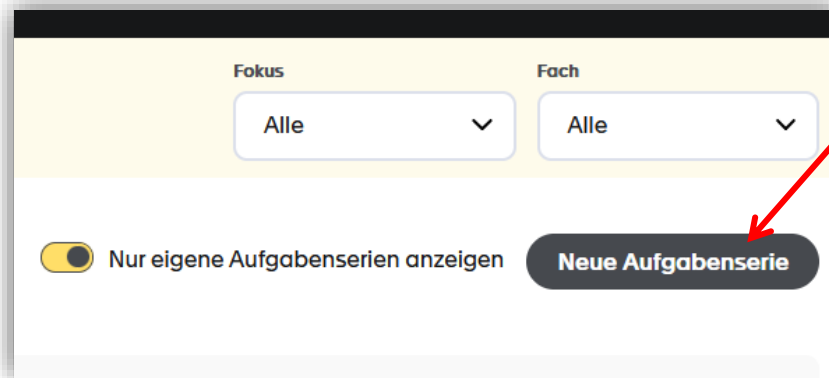 Fokus Fach
Alle Alle
Nur eigene Aufgabenserien anzeigen Neue Aufgabenserie